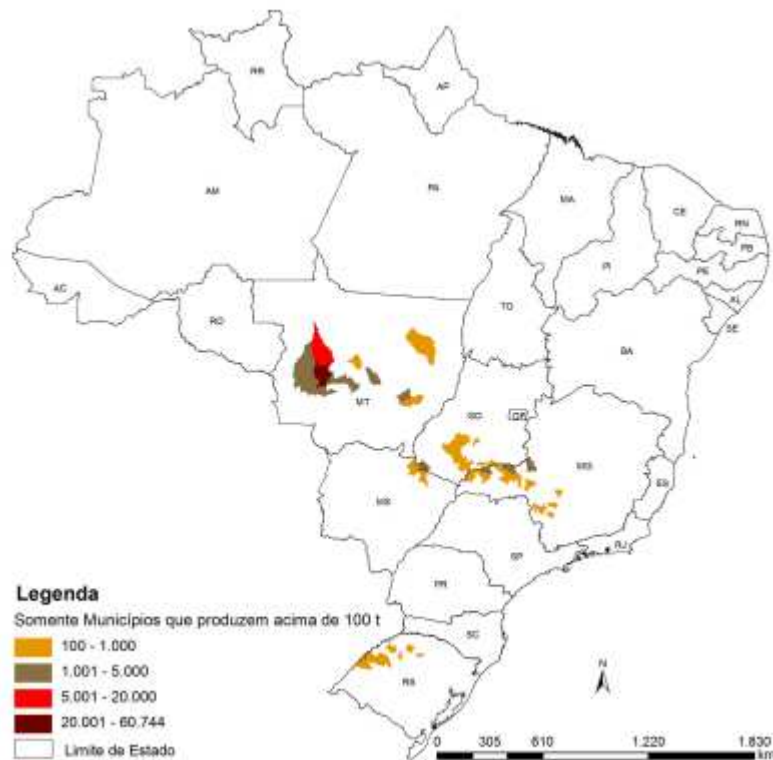 RR
AP
AM
PA
MA
CE
RN
PB
PE
PI
AL
SE
AC
RO
TO
BA
MT
GO
DF
MG
ES
MS
SP
RJ
PR
SC
RS
Legenda
Somente Municípios que produzem acima de 100 t
100 - 1.000
1.001 - 5.000
5.001 - 20.000
20.001 - 60.744
Limite de Estado
N
0 305 610 1.220 1.830
km